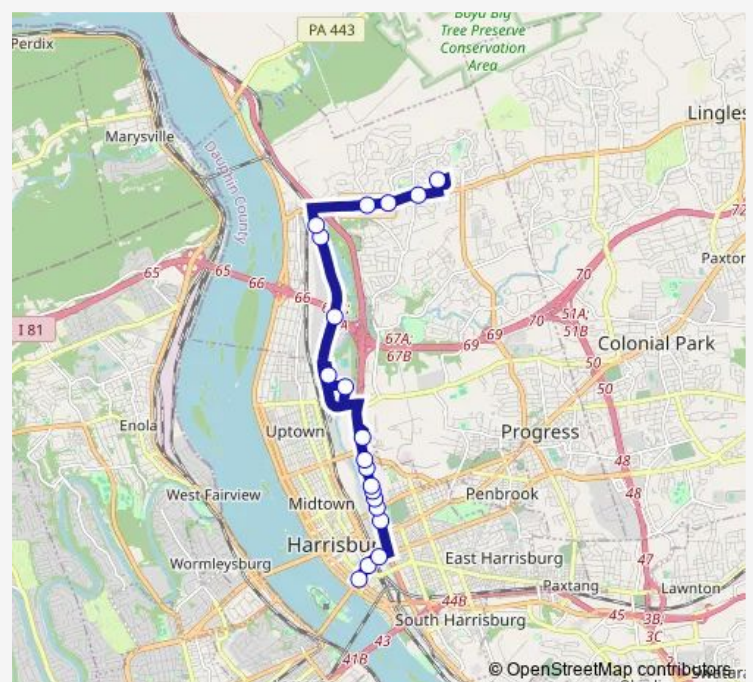 Boyd Big
Tree Preserve
Conservation
Area
PA 443
Perdix
Marysville
Dauphin County
Lingles
72
65
65
66
66
70
Paxton
I 81
67A;
67B
69
69
70
51A;
51B
Colonial Park
50
50
Enola
Uptown
Progress
48
West Fairview
Midtown
Penbrook
48
Harrisbu
Wormleysburg
East Harrisburg
47
Paxtang
Lawnton
44B
45
3B,
3C
South Harrisburg
43
41B
© OpenStreetMap contributors